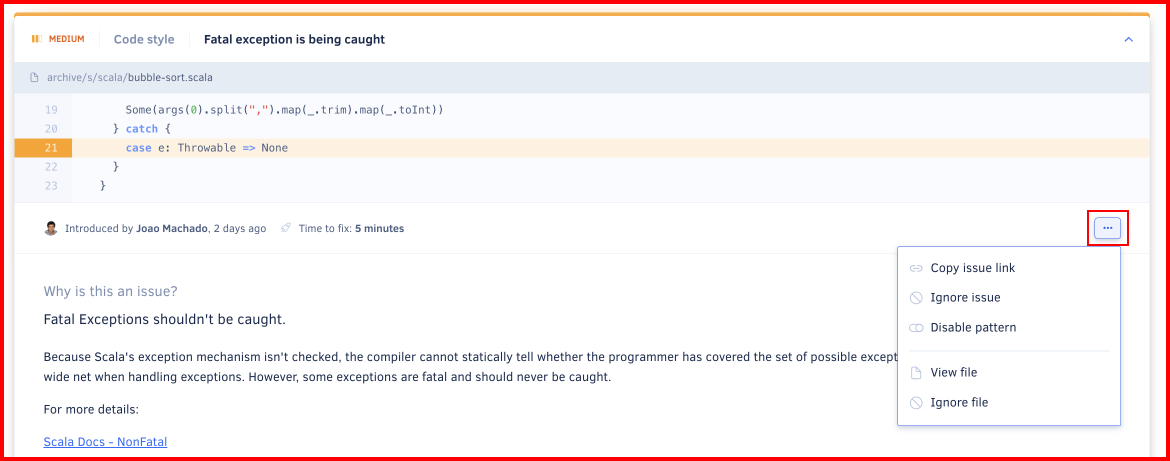 MEDIUM Code style Fatal exception is being caught
archive/s/scala/bubble-sort.scala
19 Some(args(0).split(",").map(_.trim).map(_.toInt))
20 } catch {
21 case e: Throwable => None
22 }
23 }
Introduced by Joao Machado, 2 days ago Time to fix: 5 minutes ...
Copy issue link
Ignore issue
Disable pattern
View file
Ignore file
Why is this an issue?
Fatal Exceptions shouldn't be caught.
Because Scala's exception mechanism isn't checked, the compiler cannot statically tell whether the programmer has covered the set of possible except
wide net when handling exceptions. However, some exceptions are fatal and should never be caught.
For more details:
Scala Docs - NonFatal